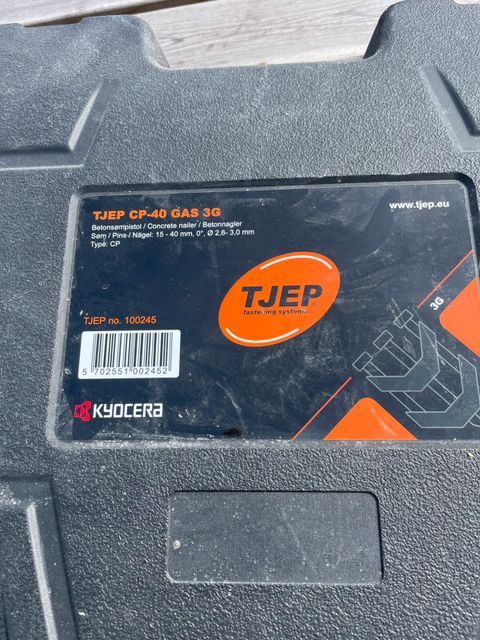 TJEP CP-40 GAS 3G
www.tjep.eu
Betonsømpistol / Concrete nailer / Betonnagler
Søm / Pins / Nägel: 15 - 40 mm, 0°, Ø 2,6- 3,0 mm
Type: CP
TJEP
fastening systems
3G
TJEP no. 100245
5 702551 002452
KYOCERA